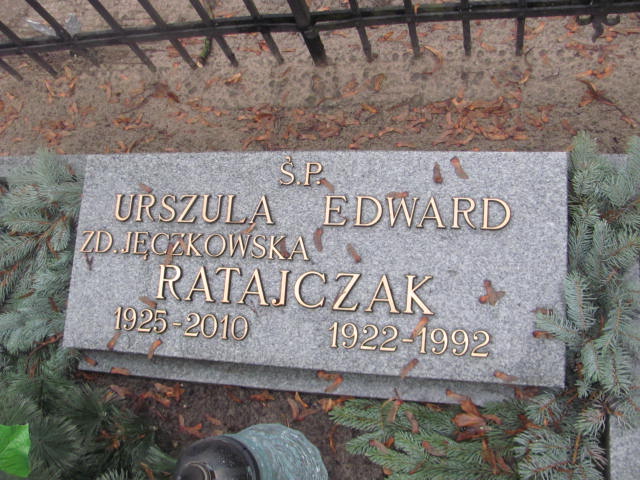 Ś.P.
URSZULA EDWARD
ZD. JĘCZKOWSKA
RATAJCZAK
1925-2010 1922-1992